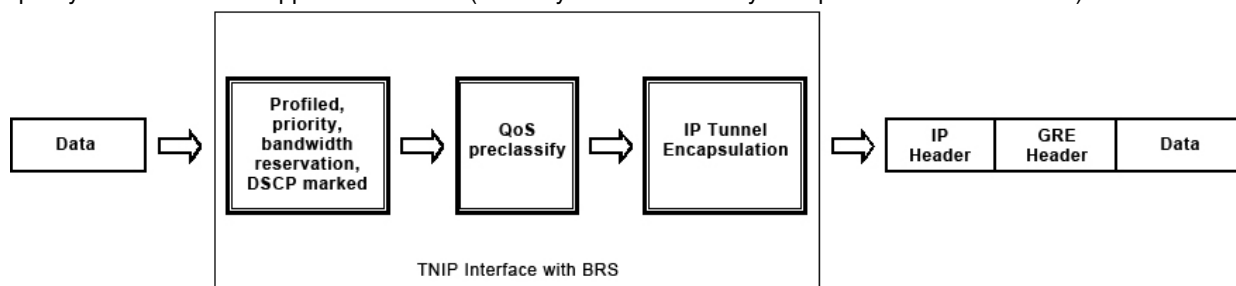 Data
Profiled,
priority,
bandwidth
reservation,
DSCP marked
QoS
preclassify
IP Tunnel
Encapsulation
IP
Header
GRE
Header
Data
TNIP Interface with BRS